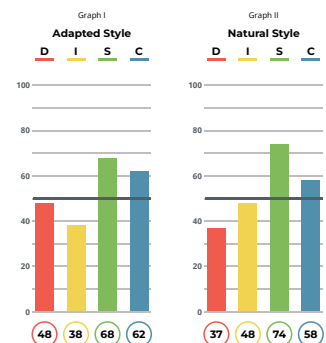 Graph I
Adapted Style
D I S C
100
80
60
40
20
0
48 38 68 62
Graph II
Natural Style
D I S C
100
80
60
40
20
0
37 48 74 58